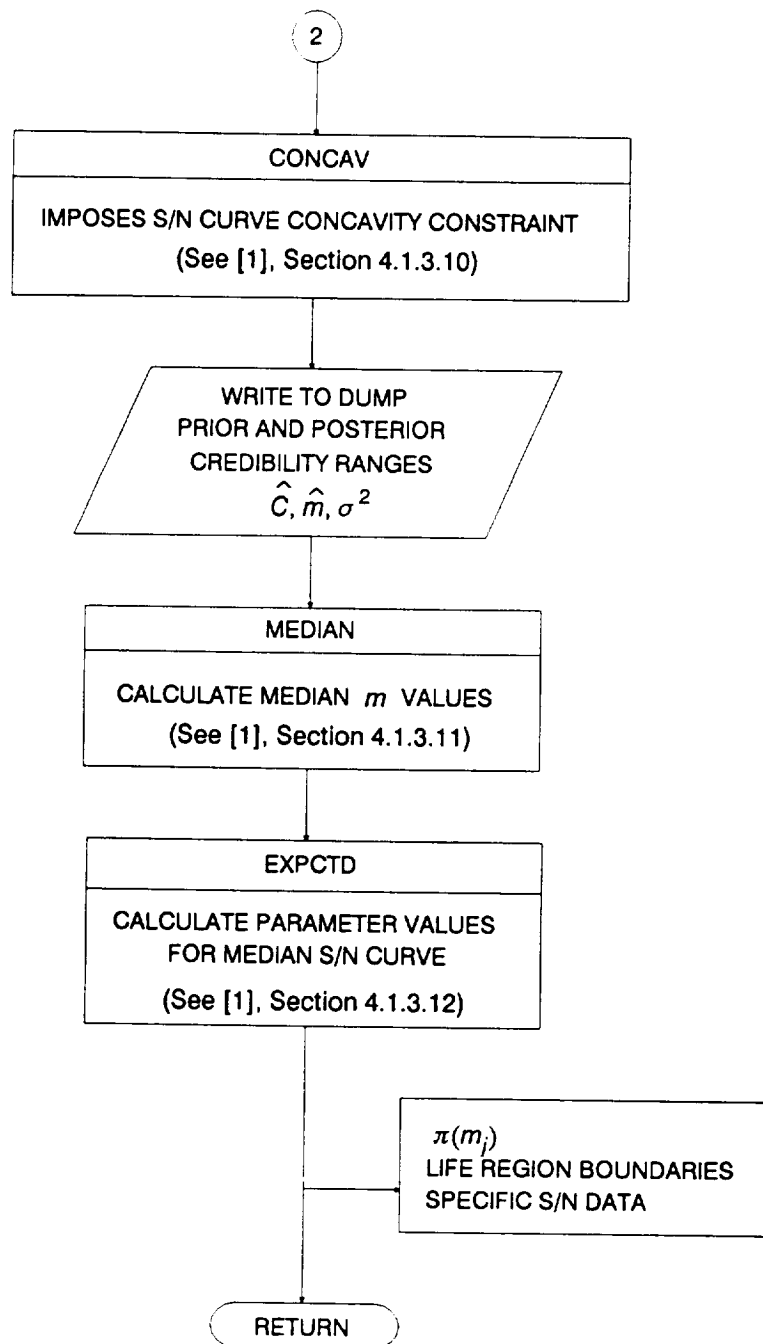 2
CONCAV
IMPOSES S/N CURVE CONCAVITY CONSTRAINT
(See [1], Section 4.1.3.10)
WRITE TO DUMP
PRIOR AND POSTERIOR
CREDIBILITY RANGES
Ĉ, m̂, σ²
MEDIAN
CALCULATE MEDIAN m VALUES
(See [1], Section 4.1.3.11)
EXPCTD
CALCULATE PARAMETER VALUES
FOR MEDIAN S/N CURVE
(See [1], Section 4.1.3.12)
π(mⱼ)
LIFE REGION BOUNDARIES
SPECIFIC S/N DATA
RETURN